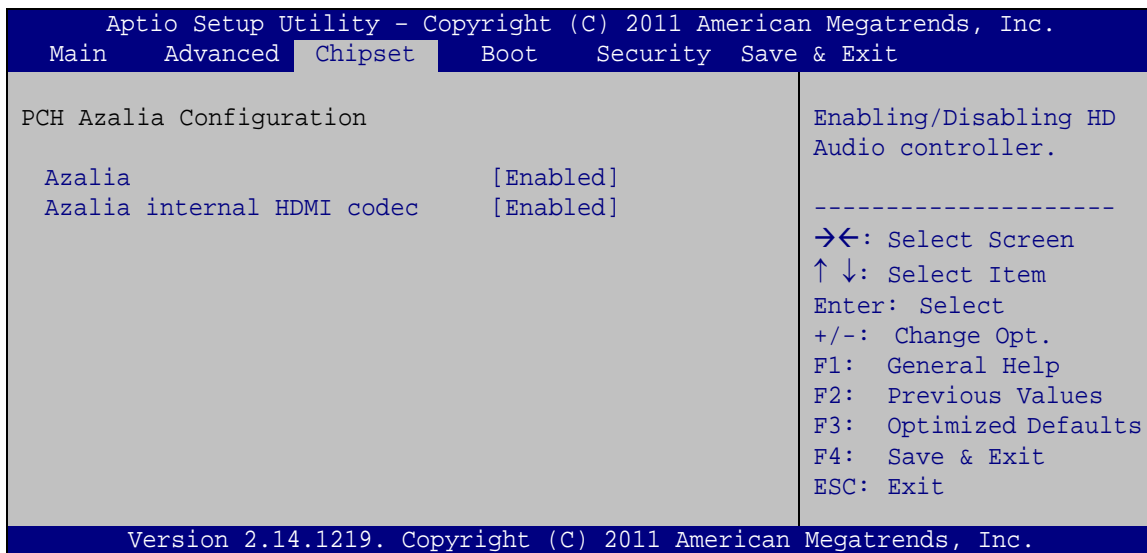 Aptio Setup Utility – Copyright (C) 2011 American Megatrends, Inc.
Main Advanced Chipset Boot Security Save & Exit
PCH Azalia Configuration
Azalia [Enabled]
Azalia internal HDMI codec [Enabled]
Enabling/Disabling HD
Audio controller.
---------------------
→←: Select Screen
↑ ↓: Select Item
Enter: Select
+/-: Change Opt.
F1: General Help
F2: Previous Values
F3: Optimized Defaults
F4: Save & Exit
ESC: Exit
Version 2.14.1219. Copyright (C) 2011 American Megatrends, Inc.